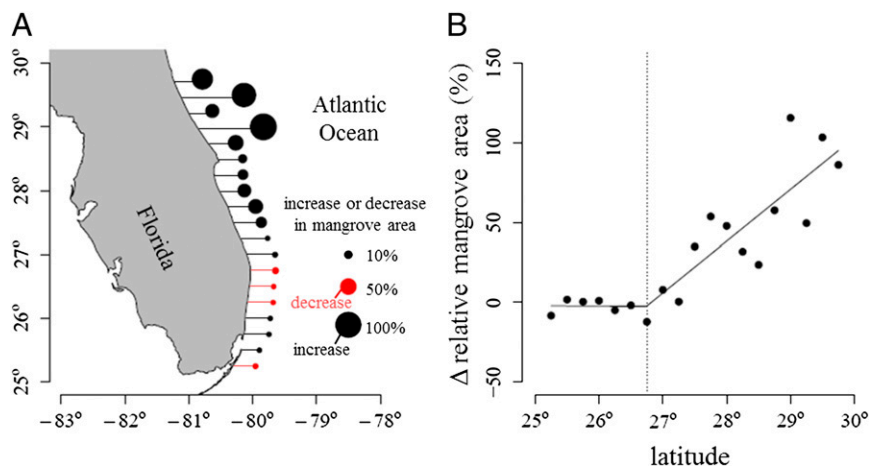 A
30°
29°
28°
27°
26°
25°
−83°
−82°
−81°
−80°
−79°
−78°
Florida
Atlantic
Ocean
increase or decrease
in mangrove area
10%
50%
decrease
100%
increase
B
Δ relative mangrove area (%)
150
100
50
0
−50
25°
26°
27°
28°
29°
30°
latitude